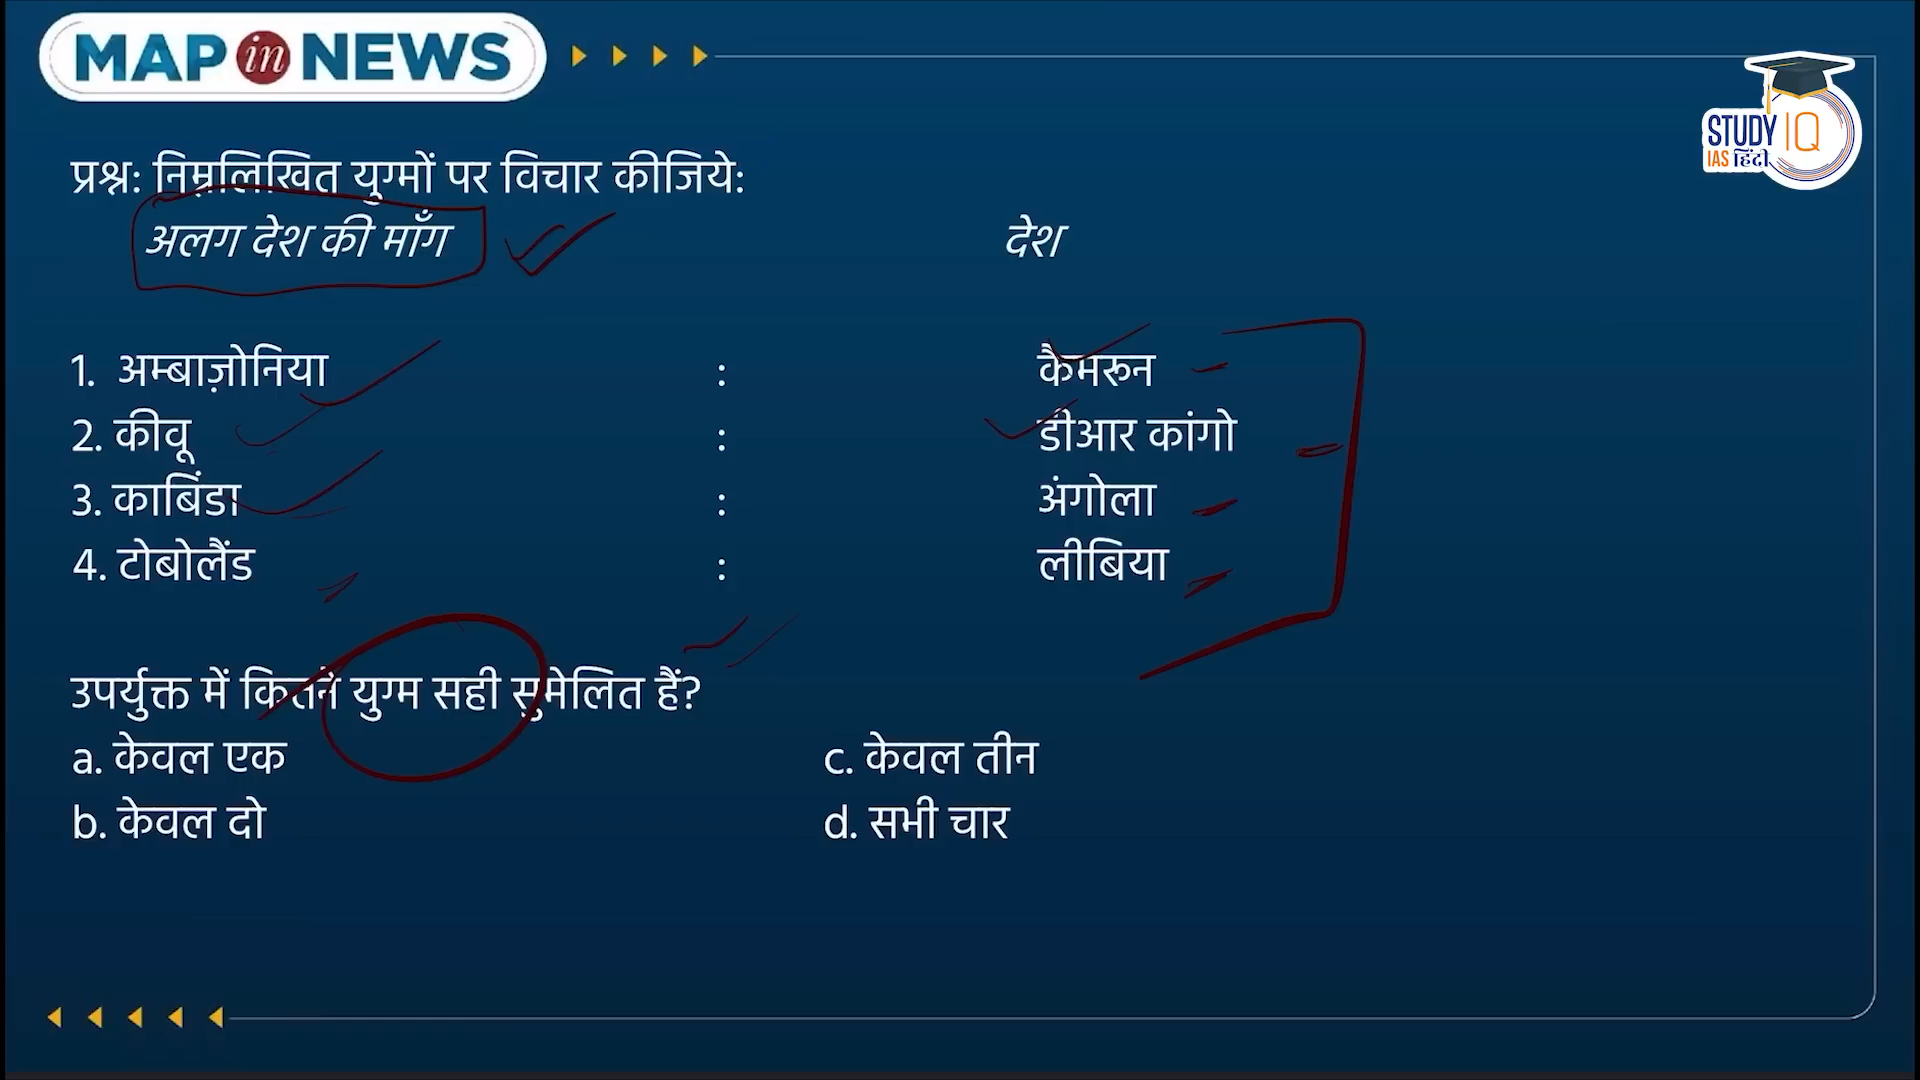 MAP in NEWS
STUDY IQ
IAS हिंदी
प्रश्न: निम्नलिखित युग्मों पर विचार कीजिये:
अलग देश की माँग देश
1. अम्बाज़ोनिया : कैमरून
2. कीवू : डीआर कांगो
3. काबिंडा : अंगोला
4. टोबोलैंड : लीबिया
उपर्युक्त में कितने युग्म सही सुमेलित हैं?
a. केवल एक c. केवल तीन
b. केवल दो d. सभी चार